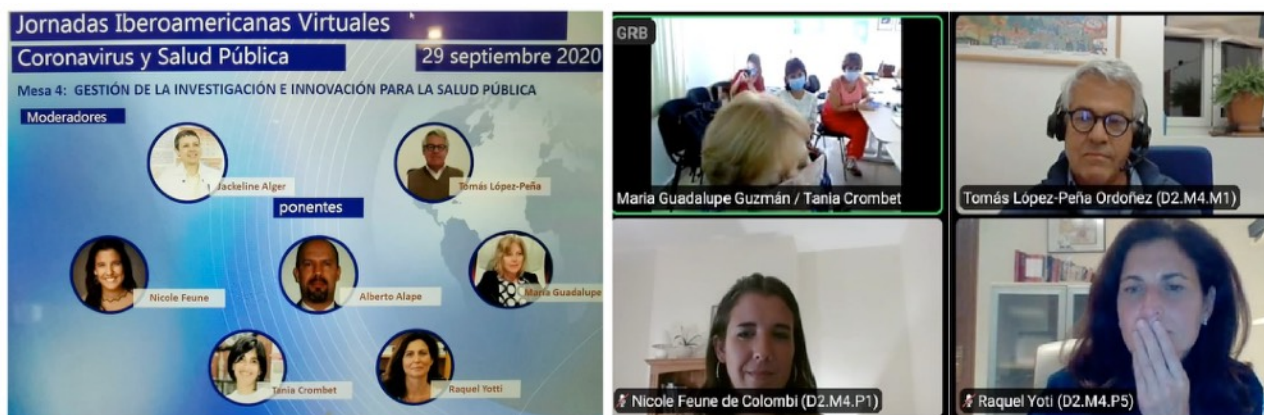 Jornadas Iberoamericanas Virtuales
Coronavirus y Salud Pública
29 septiembre 2020
Mesa 4: GESTIÓN DE LA INVESTIGACIÓN E INNOVACIÓN PARA LA SALUD PÚBLICA
Moderadores
Jackeline Alger
Tomás López-Peña
ponentes
Nicole Feune
Alberto Alape
María Guadalupe
Tania Crombet
Raquel Yotti
GRB
Maria Guadalupe Guzmán / Tania Crombet
Tomás López-Peña Ordoñez (D2.M4.M1)
Nicole Feune de Colombi (D2.M4.P1)
Raquel Yoti (D2.M4.P5)